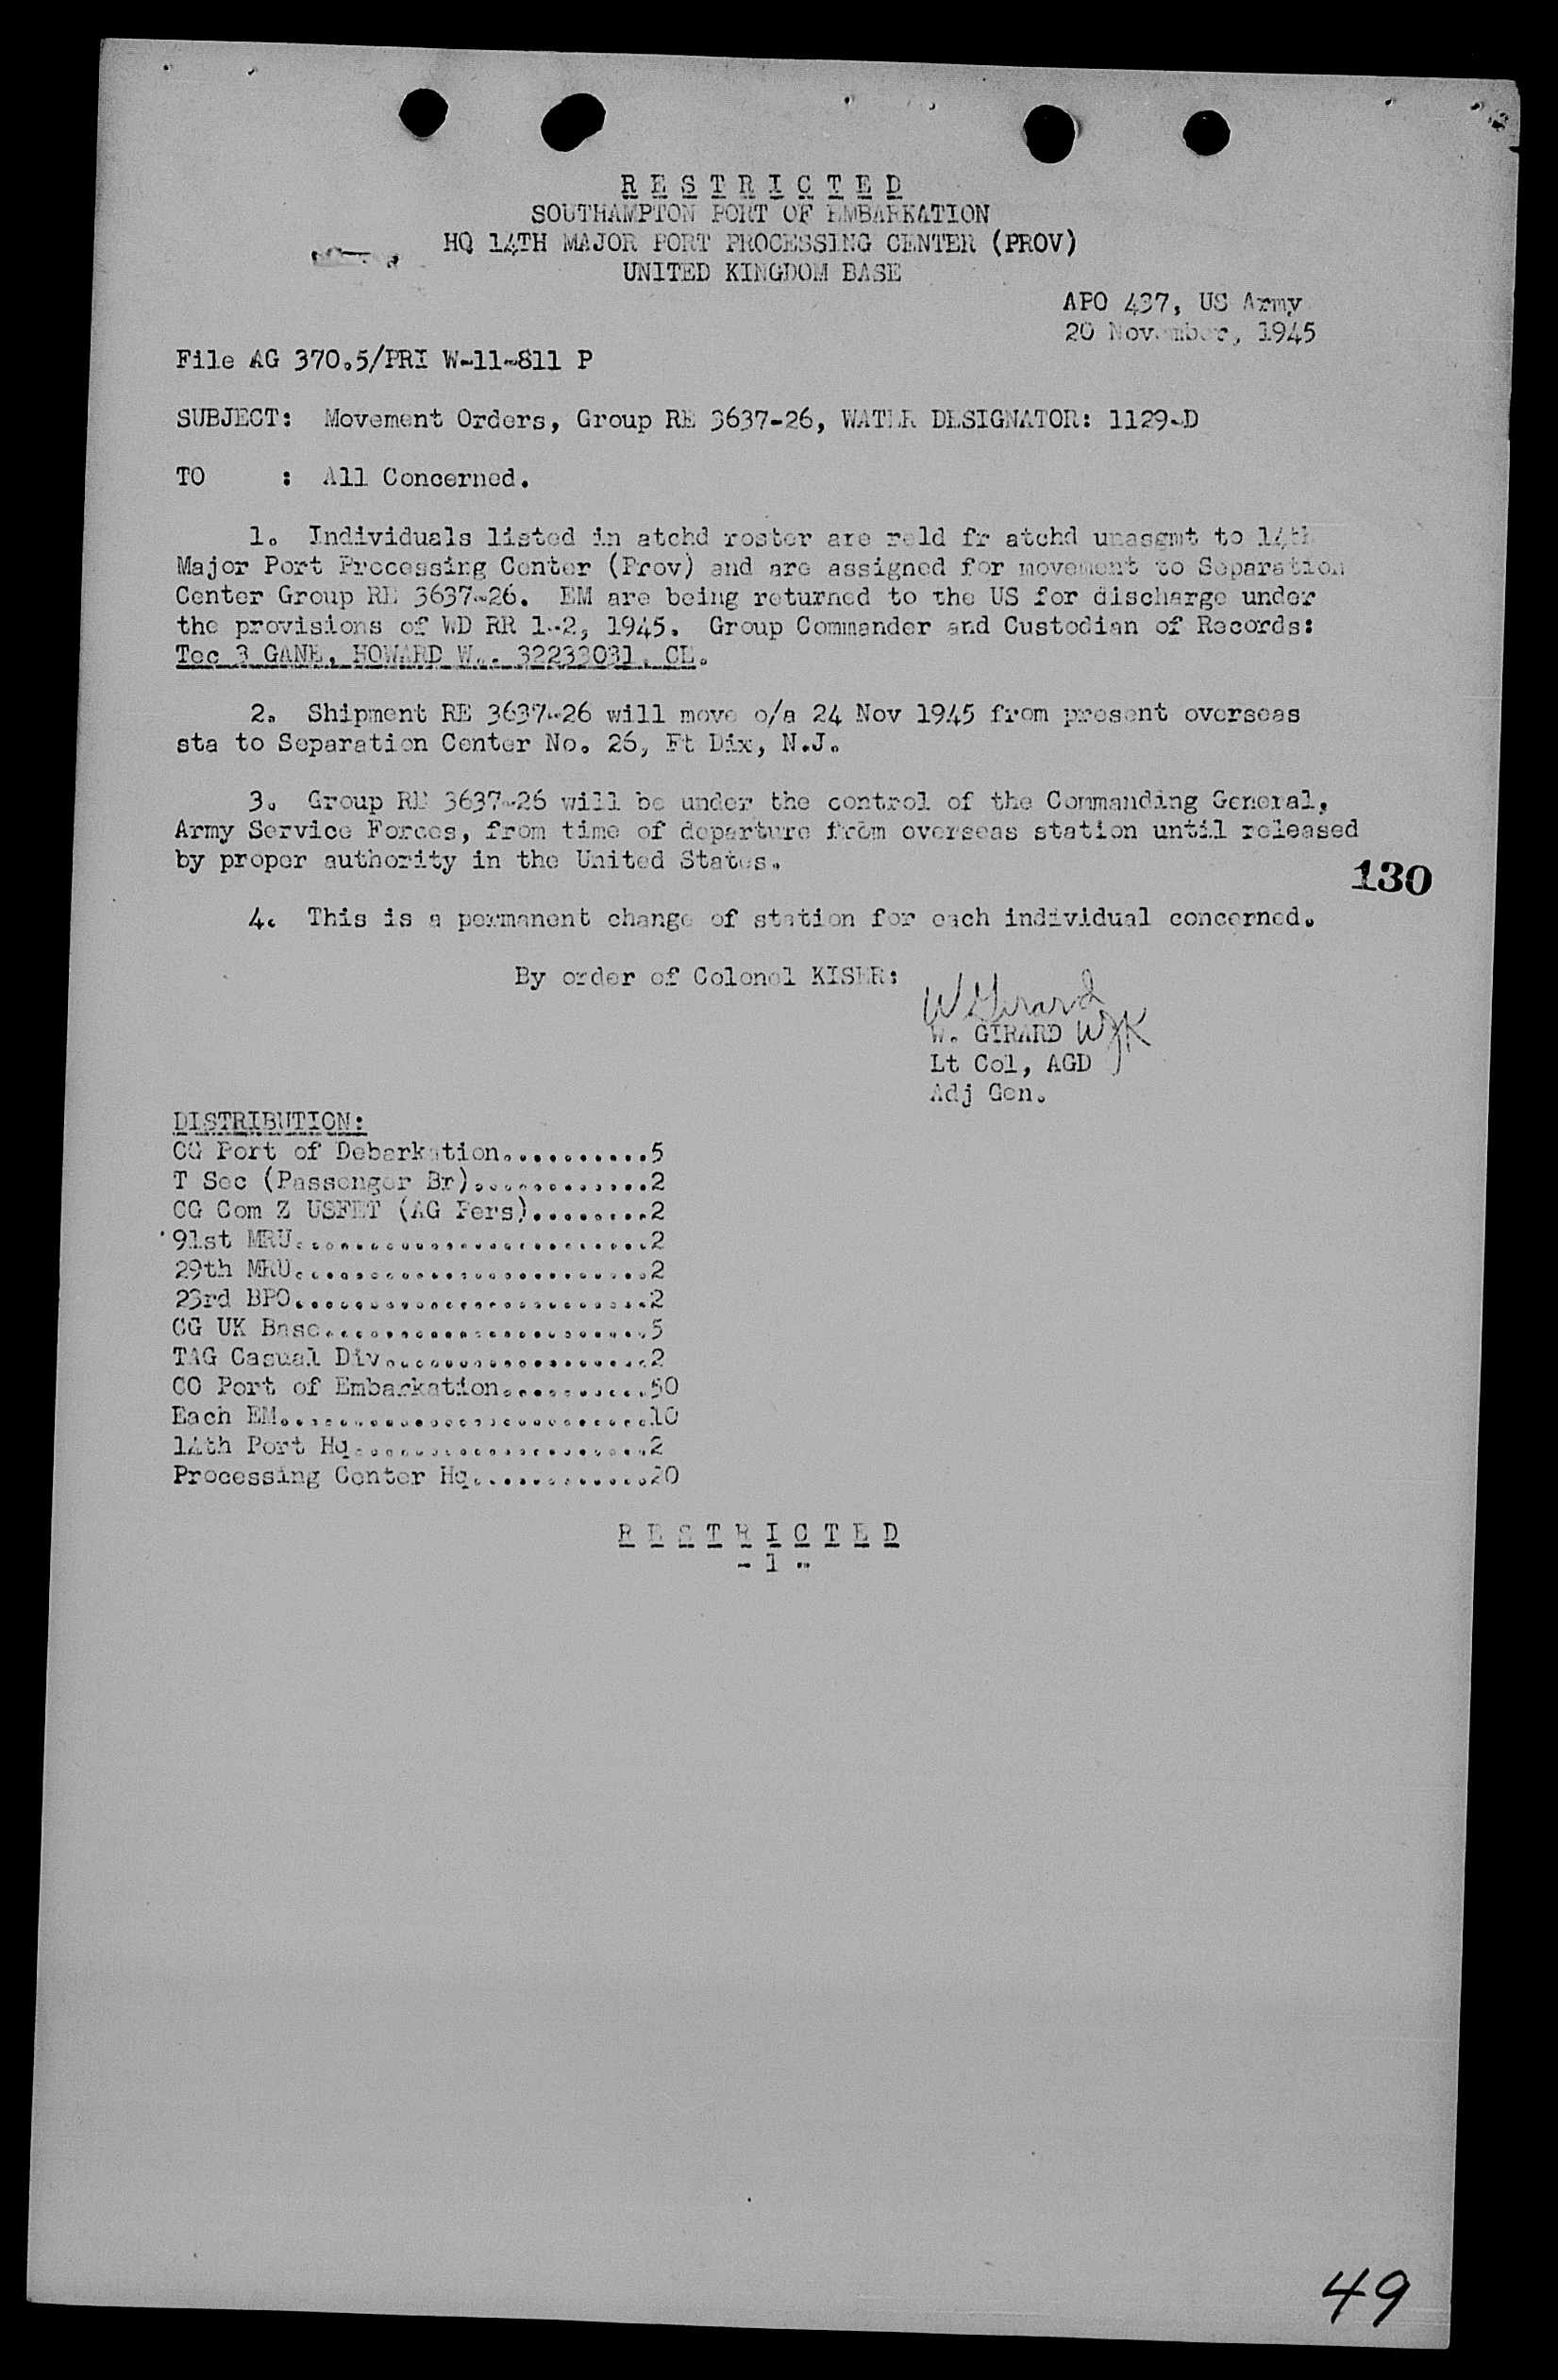 R E S T R I C T E D
SOUTHAMPTON PORT OF EMBARKATION
HQ 14TH MAJOR PORT PROCESSING CENTER (PROV)
UNITED KINGDOM BASE
APO 437, US Army
20 November, 1945
File AG 370.5/PRI W-11-811 P
SUBJECT: Movement Orders, Group RE 3637-26, WATER DESIGNATOR: 1129-D
TO : All Concerned.
1. Individuals listed in atchd roster are reld fr atchd unasgmt to 14th
Major Port Processing Center (Prov) and are assigned for movement to Separation
Center Group RE 3637-26. EM are being returned to the US for discharge under
the provisions of WD RR 1-2, 1945. Group Commander and Custodian of Records:
Tec 3 GANE, HOWARD W., 32233031, CE.
2. Shipment RE 3637-26 will move o/a 24 Nov 1945 from present overseas
sta to Separation Center No. 26, Ft Dix, N.J.
3. Group RE 3637-26 will be under the control of the Commanding General,
Army Service Forces, from time of departure from overseas station until released
by proper authority in the United States.
130
4. This is a permanent change of station for each individual concerned.
By order of Colonel KISER:
W Girard
W. GIRARD WJK
Lt Col, AGD
Adj Gen.
DISTRIBUTION:
CG Port of Debarkation..........5
T Sec (Passenger Br)............2
CG Com Z USFET (AG Pers)........2
91st MRU........................2
29th MRU........................2
23rd BPO........................2
CG UK Base......................5
TAG Casual Div..................2
CO Port of Embarkation..........50
Each EM.........................10
14th Port Hq....................2
Processing Center Hq............20
R E S T R I C T E D
- 1 -
49